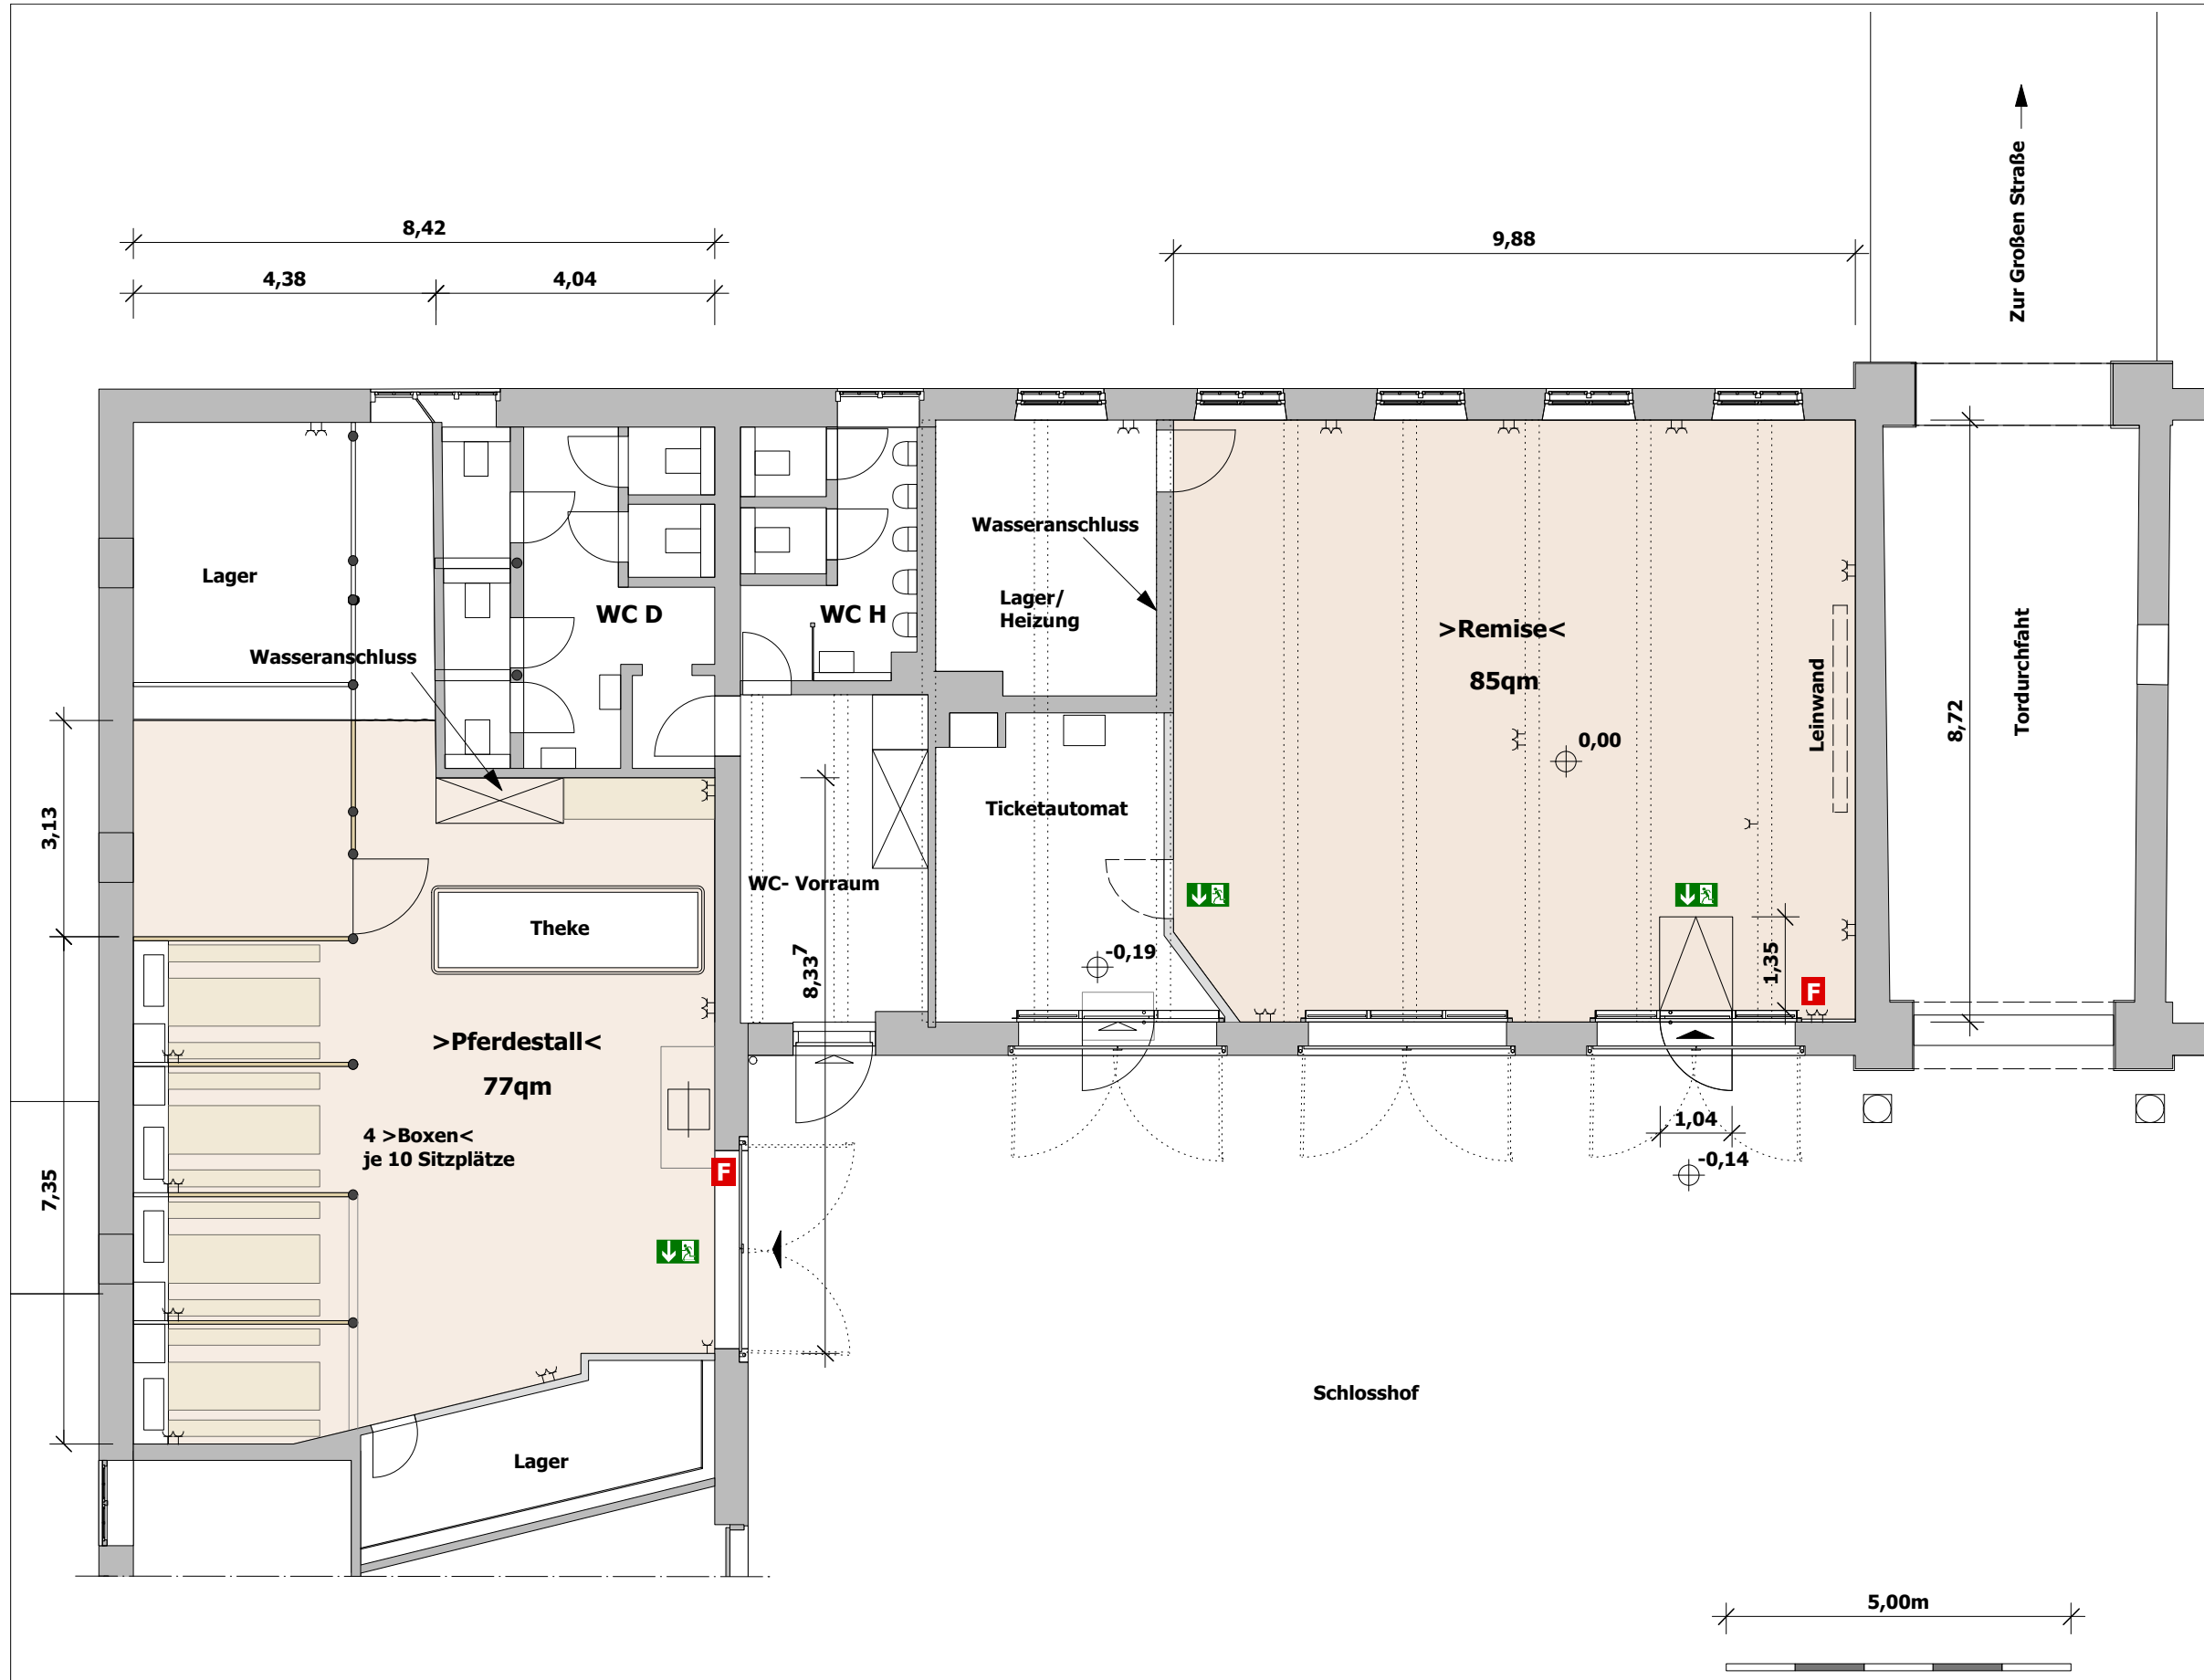 Zur Großen Straße
8,42
9,88
4,38
4,04
Wasseranschluss
Lager
Lager/
Heizung
WC D
WC H
>Remise<
85qm
Wasseranschluss
Leinwand
Tordurchfaht
8,72
0,00
3,13
Ticketautomat
WC- Vorraum
Theke
8,33⁷
-0,19
1,35
F
>Pferdestall<
77qm
4 >Boxen<
je 10 Sitzplätze
1,04
-0,14
F
7,35
Schlosshof
Lager
5,00m